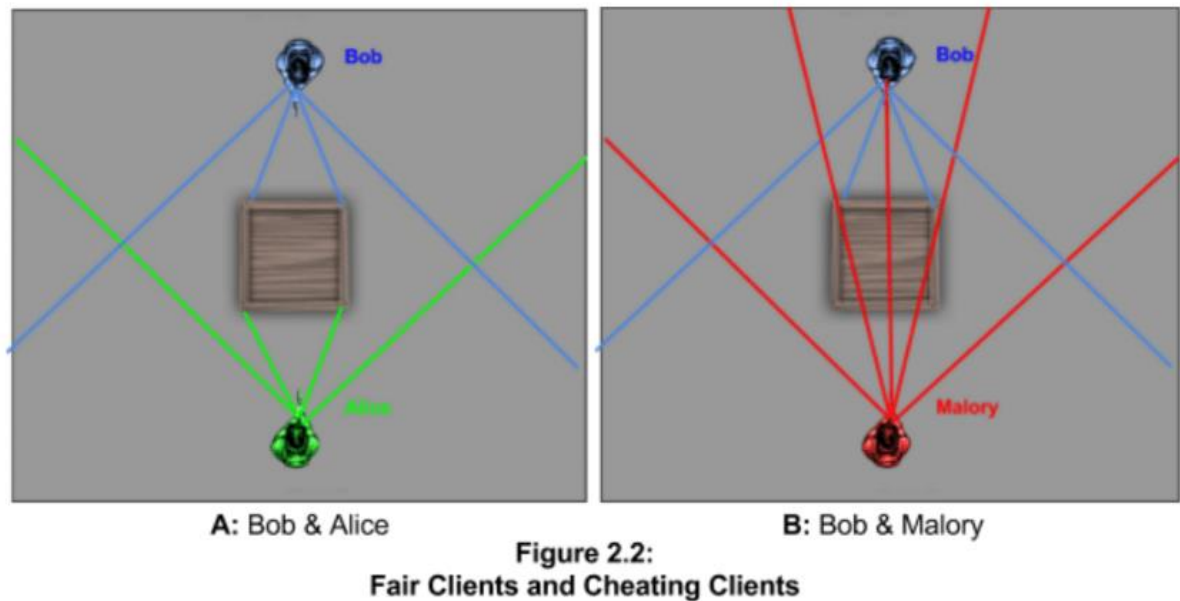 Bob
Alice
Bob
Malory
A: Bob & Alice
B: Bob & Malory
Figure 2.2:
Fair Clients and Cheating Clients